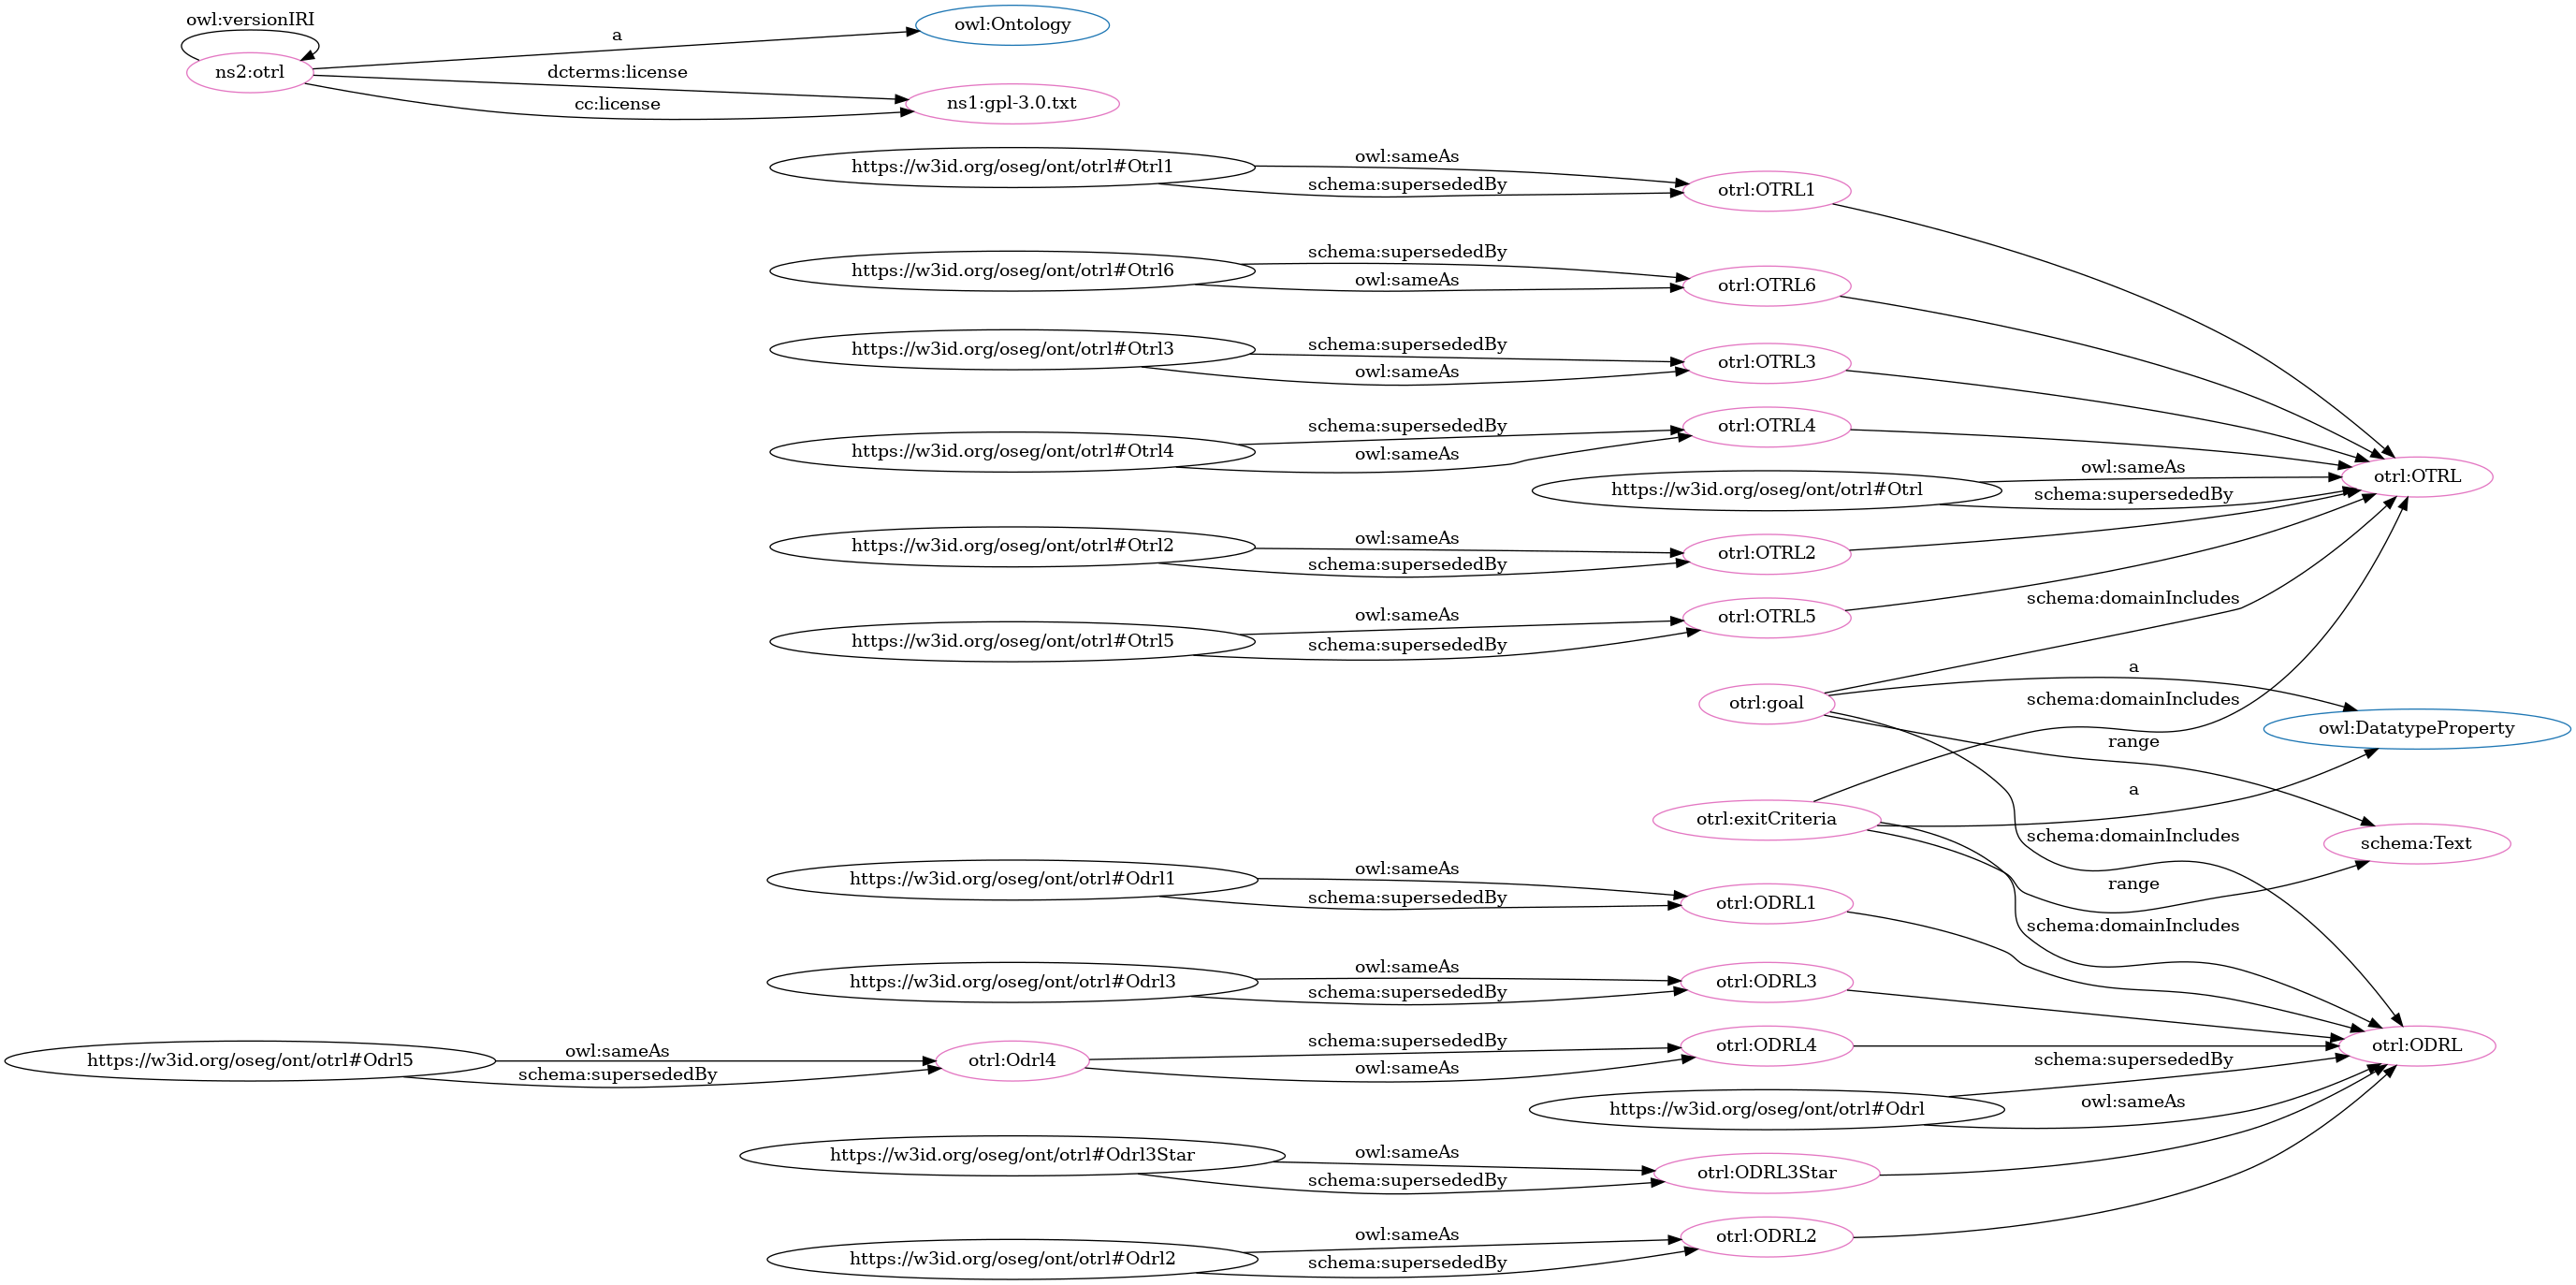 owl:versionIRI
ns2:otrl
a
owl:Ontology
dcterms:license
cc:license
ns1:gpl-3.0.txt
https://w3id.org/oseg/ont/otrl#Otrl1
owl:sameAs
schema:supersededBy
otrl:OTRL1
https://w3id.org/oseg/ont/otrl#Otrl6
schema:supersededBy
owl:sameAs
otrl:OTRL6
https://w3id.org/oseg/ont/otrl#Otrl3
schema:supersededBy
owl:sameAs
otrl:OTRL3
https://w3id.org/oseg/ont/otrl#Otrl4
schema:supersededBy
owl:sameAs
otrl:OTRL4
https://w3id.org/oseg/ont/otrl#Otrl
owl:sameAs
schema:supersededBy
otrl:OTRL
https://w3id.org/oseg/ont/otrl#Otrl2
owl:sameAs
schema:supersededBy
otrl:OTRL2
https://w3id.org/oseg/ont/otrl#Otrl5
owl:sameAs
schema:supersededBy
otrl:OTRL5
schema:domainIncludes
otrl:goal
a
schema:domainIncludes
owl:DatatypeProperty
range
a
otrl:exitCriteria
schema:domainIncludes
schema:Text
range
schema:domainIncludes
https://w3id.org/oseg/ont/otrl#Odrl1
owl:sameAs
schema:supersededBy
otrl:ODRL1
https://w3id.org/oseg/ont/otrl#Odrl3
owl:sameAs
schema:supersededBy
otrl:ODRL3
https://w3id.org/oseg/ont/otrl#Odrl5
owl:sameAs
schema:supersededBy
otrl:Odrl4
schema:supersededBy
owl:sameAs
otrl:ODRL4
otrl:ODRL
https://w3id.org/oseg/ont/otrl#Odrl
schema:supersededBy
owl:sameAs
https://w3id.org/oseg/ont/otrl#Odrl3Star
owl:sameAs
schema:supersededBy
otrl:ODRL3Star
https://w3id.org/oseg/ont/otrl#Odrl2
owl:sameAs
schema:supersededBy
otrl:ODRL2